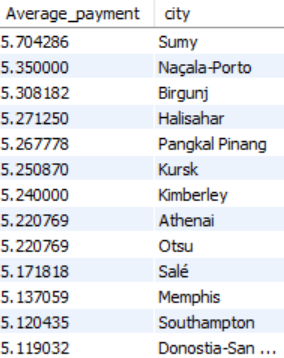 Average_payment city
5.704286 Sumy
5.350000 Naçala-Porto
5.308182 Birgunj
5.271250 Halisahar
5.267778 Pangkal Pinang
5.250870 Kursk
5.240000 Kimberley
5.220769 Athenai
5.220769 Otsu
5.171818 Salé
5.137059 Memphis
5.120435 Southampton
5.119032 Donostia-San ...